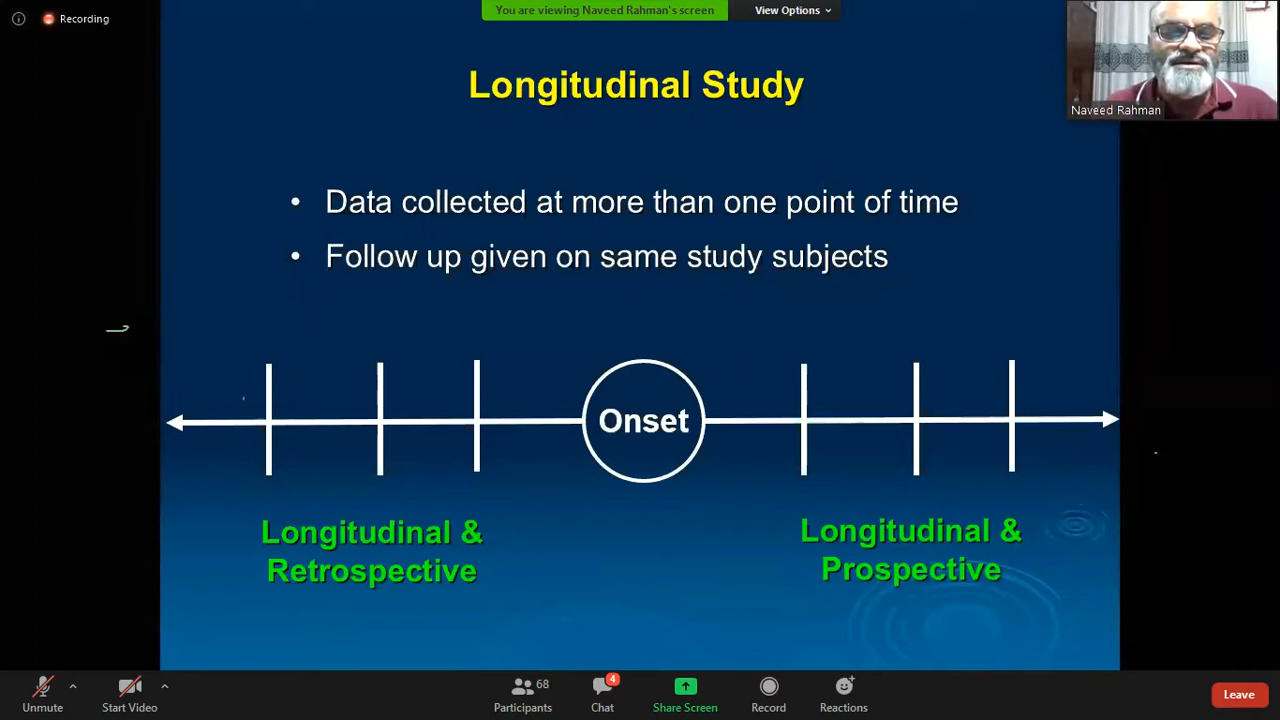 Recording
You are viewing Naveed Rahman's screen
View Options
Naveed Rahman
Longitudinal Study
• Data collected at more than one point of time
• Follow up given on same study subjects
Onset
Longitudinal &
Retrospective
Longitudinal &
Prospective
Unmute
Start Video
68
Participants
4
Chat
Share Screen
Record
Reactions
Leave